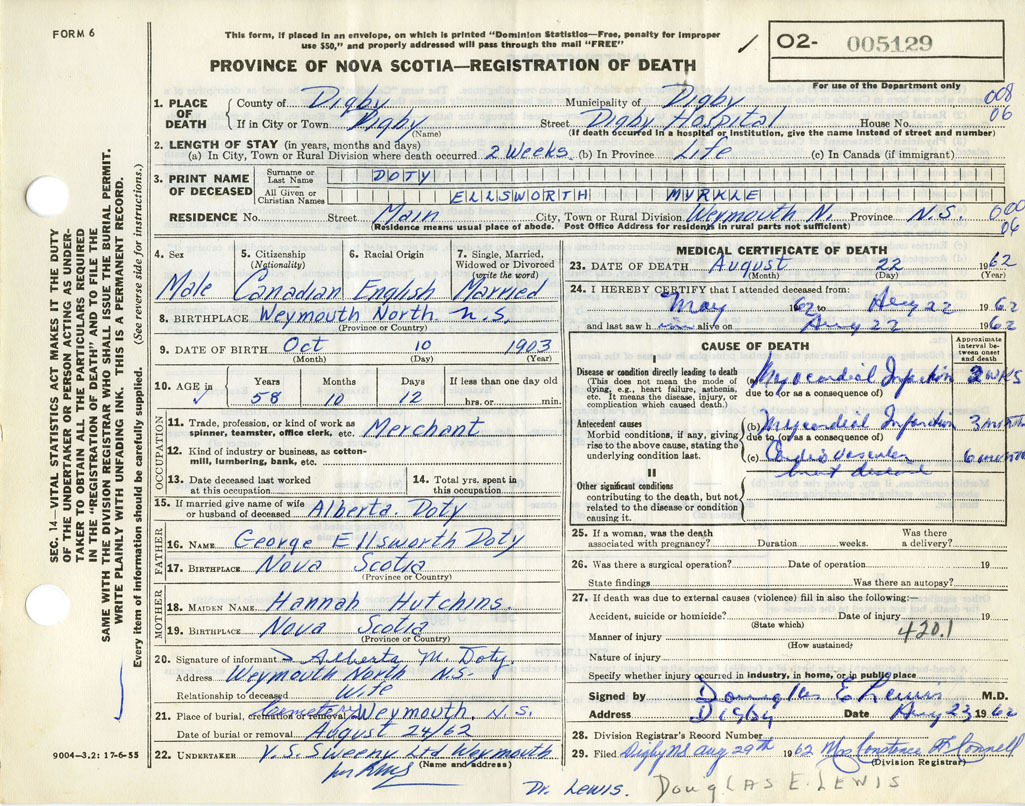 FORM 6
This form, if placed in an envelope, on which is printed "Dominion Statistics—Free, penalty for improper
use $50," and properly addressed will pass through the mail "FREE"
PROVINCE OF NOVA SCOTIA—REGISTRATION OF DEATH
✓ 02- 005129
For use of the Department only
008
06
1. PLACE OF DEATH { County of Digby Municipality of Digby
If in City or Town Digby (Name) Street Digby Hospital House No.
(If death occurred in a hospital or institution, give the name instead of street and number)
2. LENGTH OF STAY (in years, months and days)
(a) In City, Town or Rural Division where death occurred 2 Weeks (b) In Province Life (c) In Canada (if immigrant)
3. PRINT NAME OF DECEASED { Surname or Last Name DOTY
All Given or Christian Names ELLSWORTH MYRKLE
RESIDENCE No. Street Main City, Town or Rural Division Weymouth N. Province N.S.
(Residence means usual place of abode. Post Office Address for residents in rural parts not sufficient)
000
06
4. Sex Male
5. Citizenship (Nationality) Canadian
6. Racial Origin English
7. Single, Married, Widowed or Divorced (write the word) Married
8. BIRTHPLACE Weymouth North N.S.
(Province or Country)
9. DATE OF BIRTH Oct 10 1903
(Month) (Day) (Year)
10. AGE in ✓ Years 58 Months 10 Days 12 If less than one day old hrs. or min.
OCCUPATION
11. Trade, profession, or kind of work as spinner, teamster, office clerk, etc. Merchant
12. Kind of industry or business, as cotton-mill, lumbering, bank, etc.
13. Date deceased last worked at this occupation
14. Total yrs. spent in this occupation
15. If married give name of wife or husband of deceased Alberta Doty
FATHER
16. NAME George Ellsworth Doty
17. BIRTHPLACE Nova Scotia
(Province or Country)
MOTHER
18. MAIDEN NAME Hannah Hutchins
19. BIRTHPLACE Nova Scotia
(Province or Country)
20. Signature of informant Alberta M. Doty
Address Weymouth North N.S.
Relationship to deceased Wife
21. Place of burial, cremation or removal Cemetery Weymouth, N.S.
Date of burial or removal August 24/62
22. UNDERTAKER V. S. Sweeny Ltd Weymouth
per
(Name and address)
MEDICAL CERTIFICATE OF DEATH
23. DATE OF DEATH August 22 1962
(Month) (Day) (Year)
24. I HEREBY CERTIFY that I attended deceased from:
May 1962 to Aug 22 1962
and last saw h im alive on Aug 22 1962
CAUSE OF DEATH
Approximate interval between onset and death
I
Disease or condition directly leading to death
(This does not mean the mode of dying, e.g., heart failure, asthenia, etc. It means the disease, injury, or complication which caused death.)
(a) Myocardial Infarction 2 wks
due to (or as a consequence of)
Antecedent causes
Morbid conditions, if any, giving rise to the above cause, stating the underlying condition last.
(b) Myocardial Infarction 3 months
due to (or as a consequence of)
(c) Cardiovascular heart disease 6 months
II
Other significant conditions
contributing to the death, but not related to the disease or condition causing it.
25. If a woman, was the death associated with pregnancy? Duration weeks. Was there a delivery?
26. Was there a surgical operation? Date of operation 19
State findings Was there an autopsy?
27. If death was due to external causes (violence) fill in also the following:—
Accident, suicide or homicide? Date of injury 19
(State which)
420.1
Manner of injury
(How sustained)
Nature of injury
Specify whether injury occurred in industry, in home, or in public place
Signed by Douglas E Lewis M.D.
Address Digby Date Aug 23 1962
28. Division Registrar's Record Number
29. Filed Digby NS Aug 29th 1962 Mrs Constance H. Connell
(Division Registrar)
Dr. LEWIS. DOUGLAS E. LEWIS
SEC. 14—VITAL STATISTICS ACT MAKES IT THE DUTY
OF THE UNDERTAKER OR PERSON ACTING AS UNDER-
TAKER TO OBTAIN ALL THE PARTICULARS REQUIRED
IN THE "REGISTRATION OF DEATH" AND TO FILE THE
SAME WITH THE DIVISION REGISTRAR WHO SHALL ISSUE THE BURIAL PERMIT.
WRITE PLAINLY WITH UNFADING INK. THIS IS A PERMANENT RECORD.
Every item of information should be carefully supplied. (See reverse side for instructions.)
9004-3.2: 17-6-55